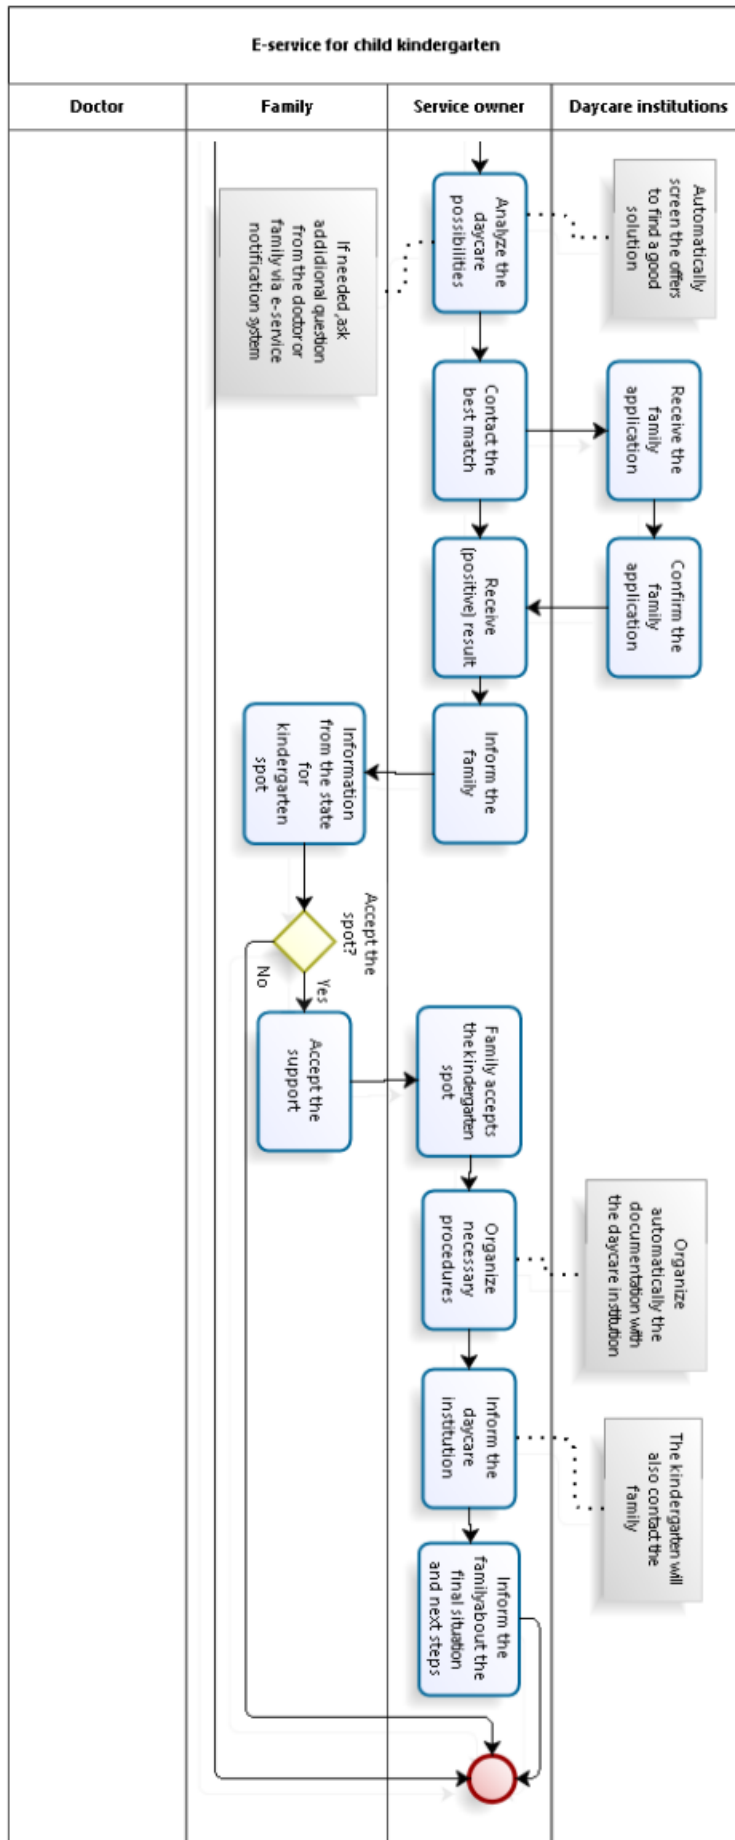 E-service for child kindergarten
Doctor
Family
Service owner
Daycare institutions
Automatically
screen the offers
to find a good
solution
Analyze the
daycare
possibilities
If needed ,ask
addidional question
from the doctor or
family via e-service
notification system
Receive the
family
application
Contact the
best match
Confirm the
family
application
Receive
(positive) result
Inform the
family
Information
from the state
for
kindergarten
spot
Accept the
spot?
Yes
No
Accept the
support
Family accepts
the kindergarten
spot
Organize
automatically the
documentation with
the daycare institution
Organize
necessary
procedures
The kindergarten will
also contact the
family
Inform the
daycare
institution
Inform the
family about the
final situation
and next steps